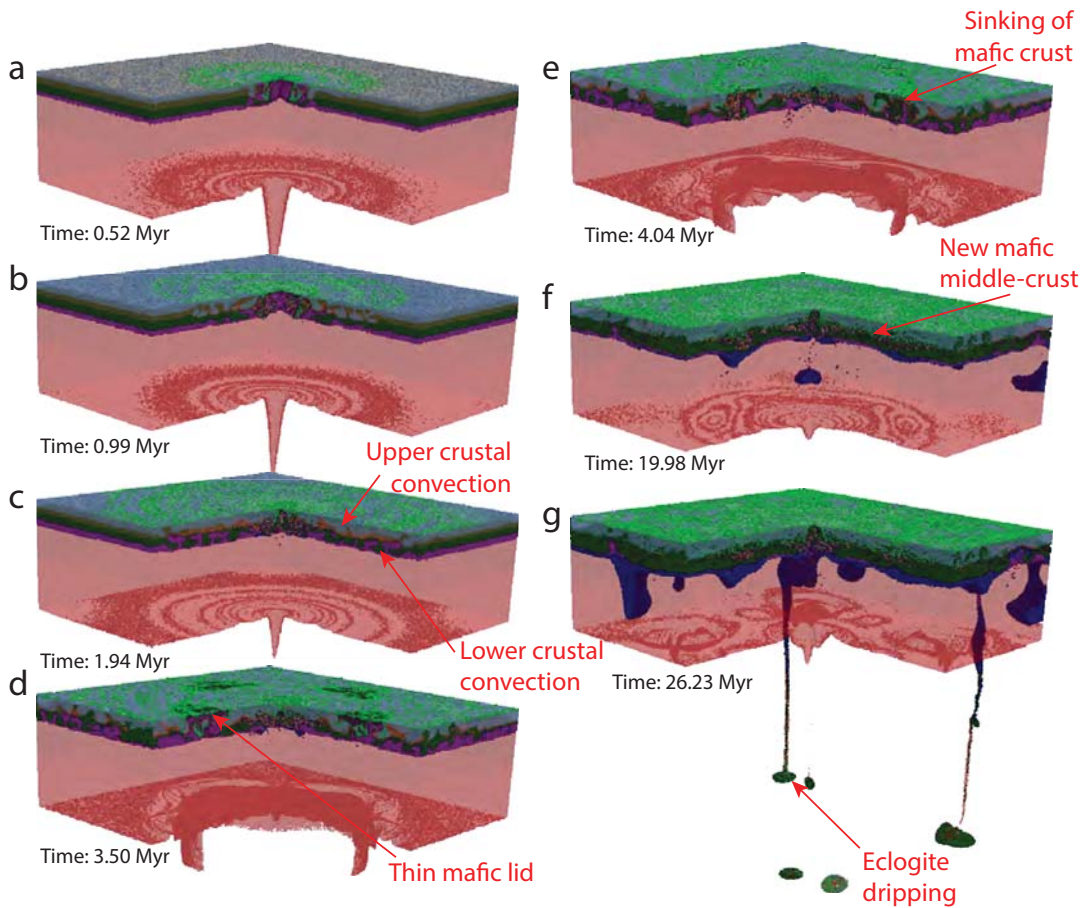 a
Time: 0.52 Myr
b
Time: 0.99 Myr
Upper crustal
convection
c
Time: 1.94 Myr
Lower crustal
convection
d
Time: 3.50 Myr
Thin mafic lid
e
Sinking of
mafic crust
Time: 4.04 Myr
New mafic
middle-crust
f
Time: 19.98 Myr
g
Time: 26.23 Myr
Eclogite
dripping